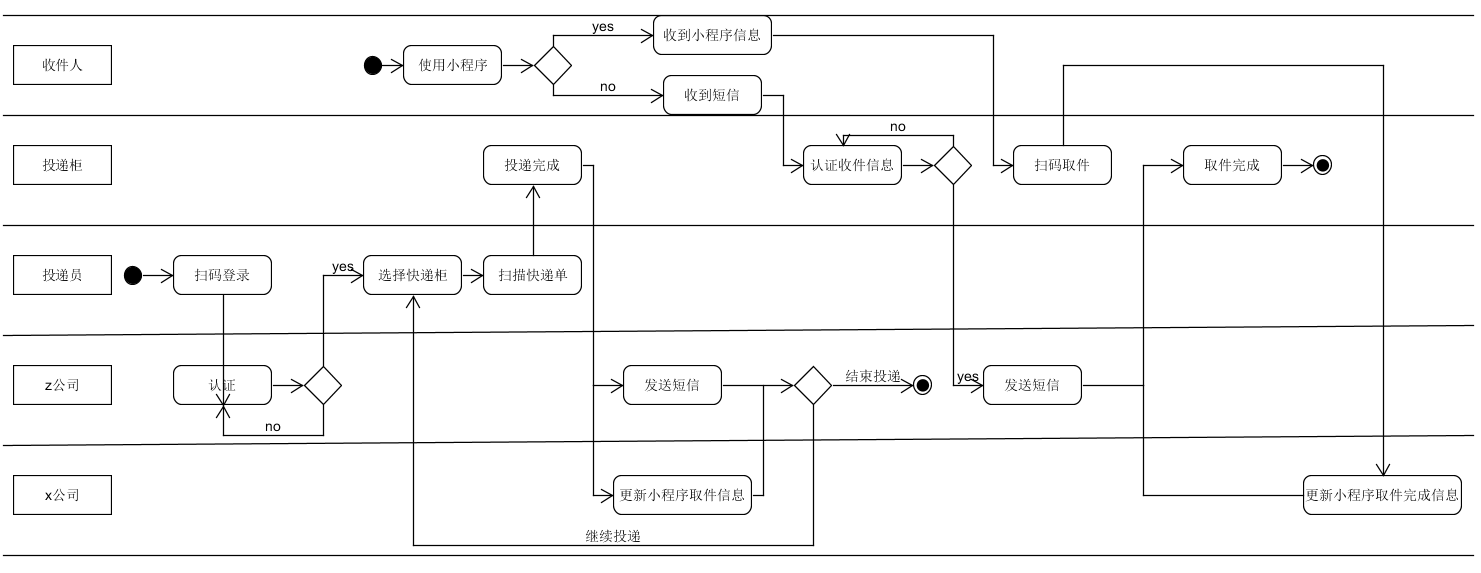 yes
收到小程序信息
收件人
使用小程序
no
收到短信
no
投递柜
投递完成
认证收件信息
扫码取件
取件完成
yes
投递员
扫码登录
选择快递柜
扫描快递单
z公司
认证
发送短信
结束投递
yes
发送短信
no
x公司
更新小程序取件信息
更新小程序取件完成信息
继续投递